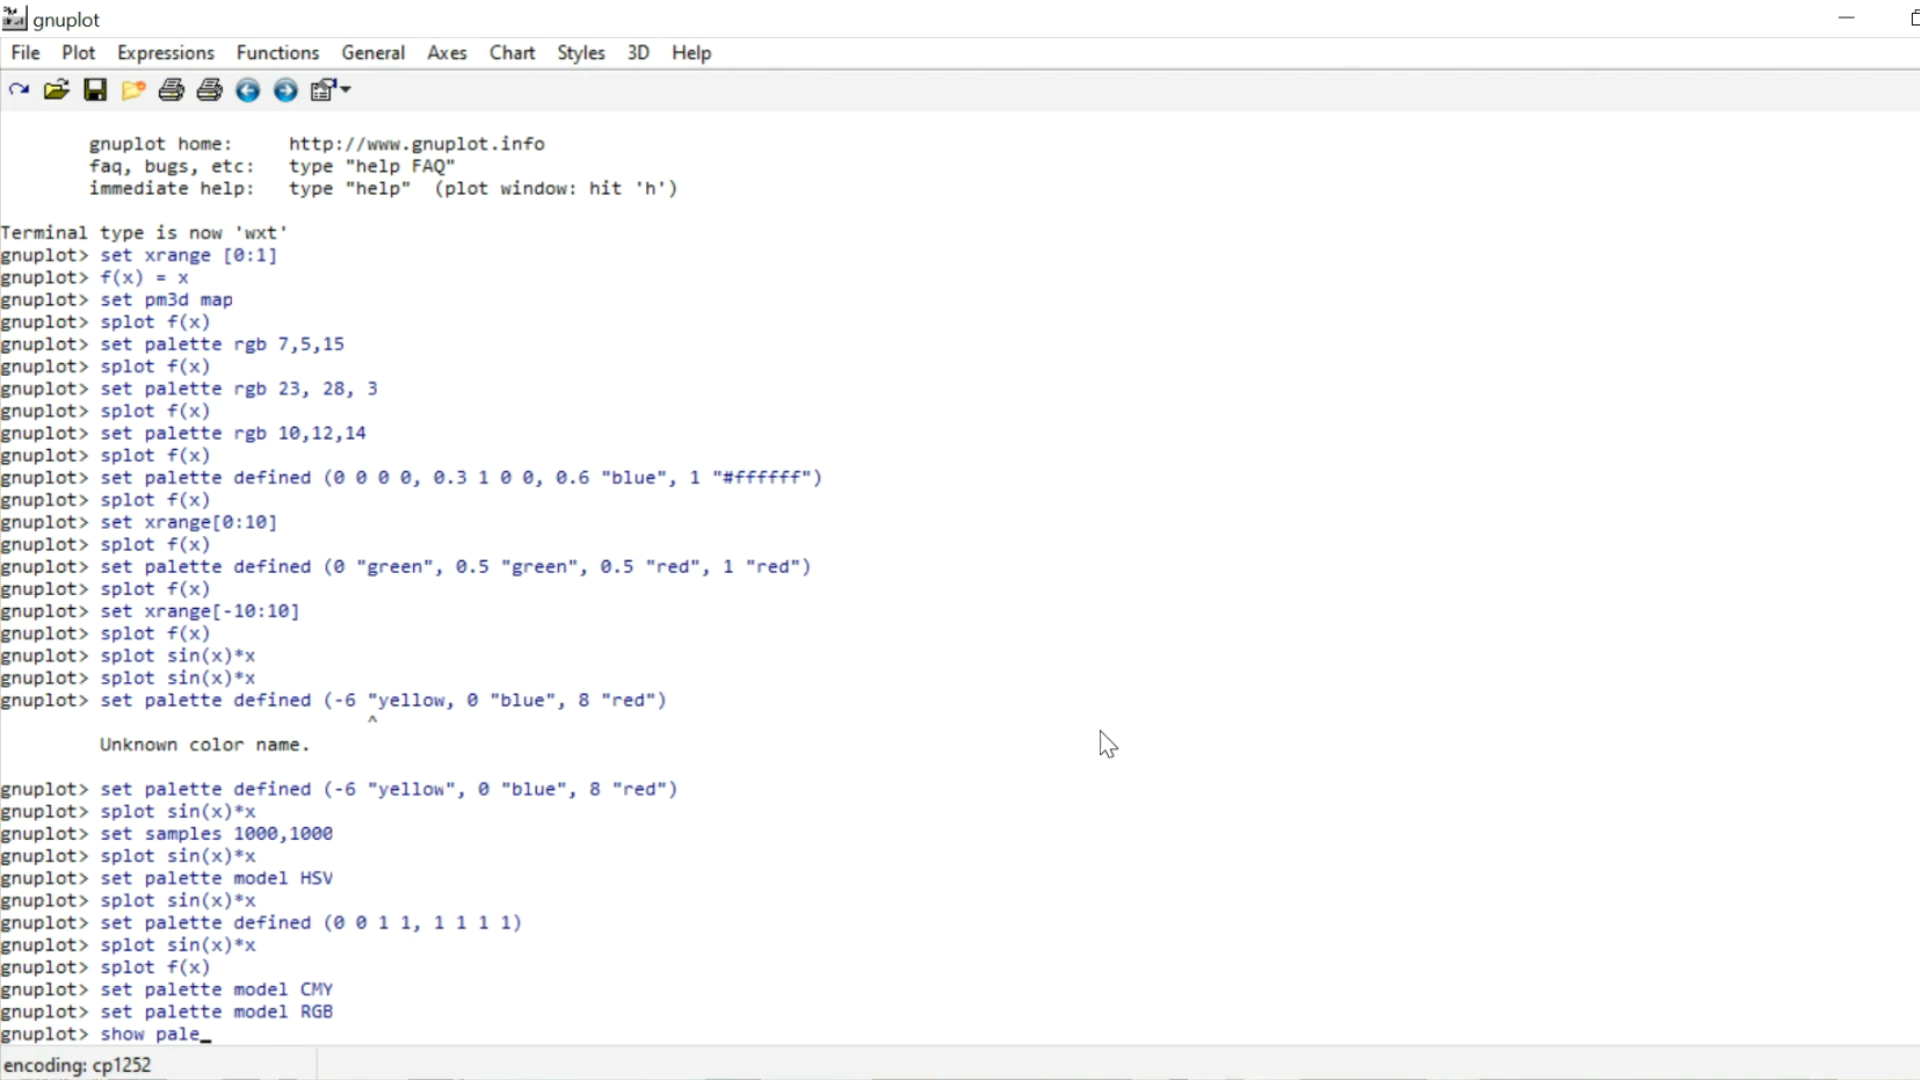 gnuplot
File Plot Expressions Functions General Axes Chart Styles 3D Help
gnuplot home: http://www.gnuplot.info
faq, bugs, etc: type "help FAQ"
immediate help: type "help" (plot window: hit 'h')
Terminal type is now 'wxt'
gnuplot> set xrange [0:1]
gnuplot> f(x) = x
gnuplot> set pm3d map
gnuplot> splot f(x)
gnuplot> set palette rgb 7,5,15
gnuplot> splot f(x)
gnuplot> set palette rgb 23, 28, 3
gnuplot> splot f(x)
gnuplot> set palette rgb 10,12,14
gnuplot> splot f(x)
gnuplot> set palette defined (0 0 0 0, 0.3 1 0 0, 0.6 "blue", 1 "#ffffff")
gnuplot> splot f(x)
gnuplot> set xrange[0:10]
gnuplot> splot f(x)
gnuplot> set palette defined (0 "green", 0.5 "green", 0.5 "red", 1 "red")
gnuplot> splot f(x)
gnuplot> set xrange[-10:10]
gnuplot> splot f(x)
gnuplot> splot sin(x)*x
gnuplot> splot sin(x)*x
gnuplot> set palette defined (-6 "yellow, 0 "blue", 8 "red")
^
Unknown color name.
gnuplot> set palette defined (-6 "yellow", 0 "blue", 8 "red")
gnuplot> splot sin(x)*x
gnuplot> set samples 1000,1000
gnuplot> splot sin(x)*x
gnuplot> set palette model HSV
gnuplot> splot sin(x)*x
gnuplot> set palette defined (0 0 1 1, 1 1 1 1)
gnuplot> splot sin(x)*x
gnuplot> splot f(x)
gnuplot> set palette model CMY
gnuplot> set palette model RGB
gnuplot> show pale_
encoding: cp1252